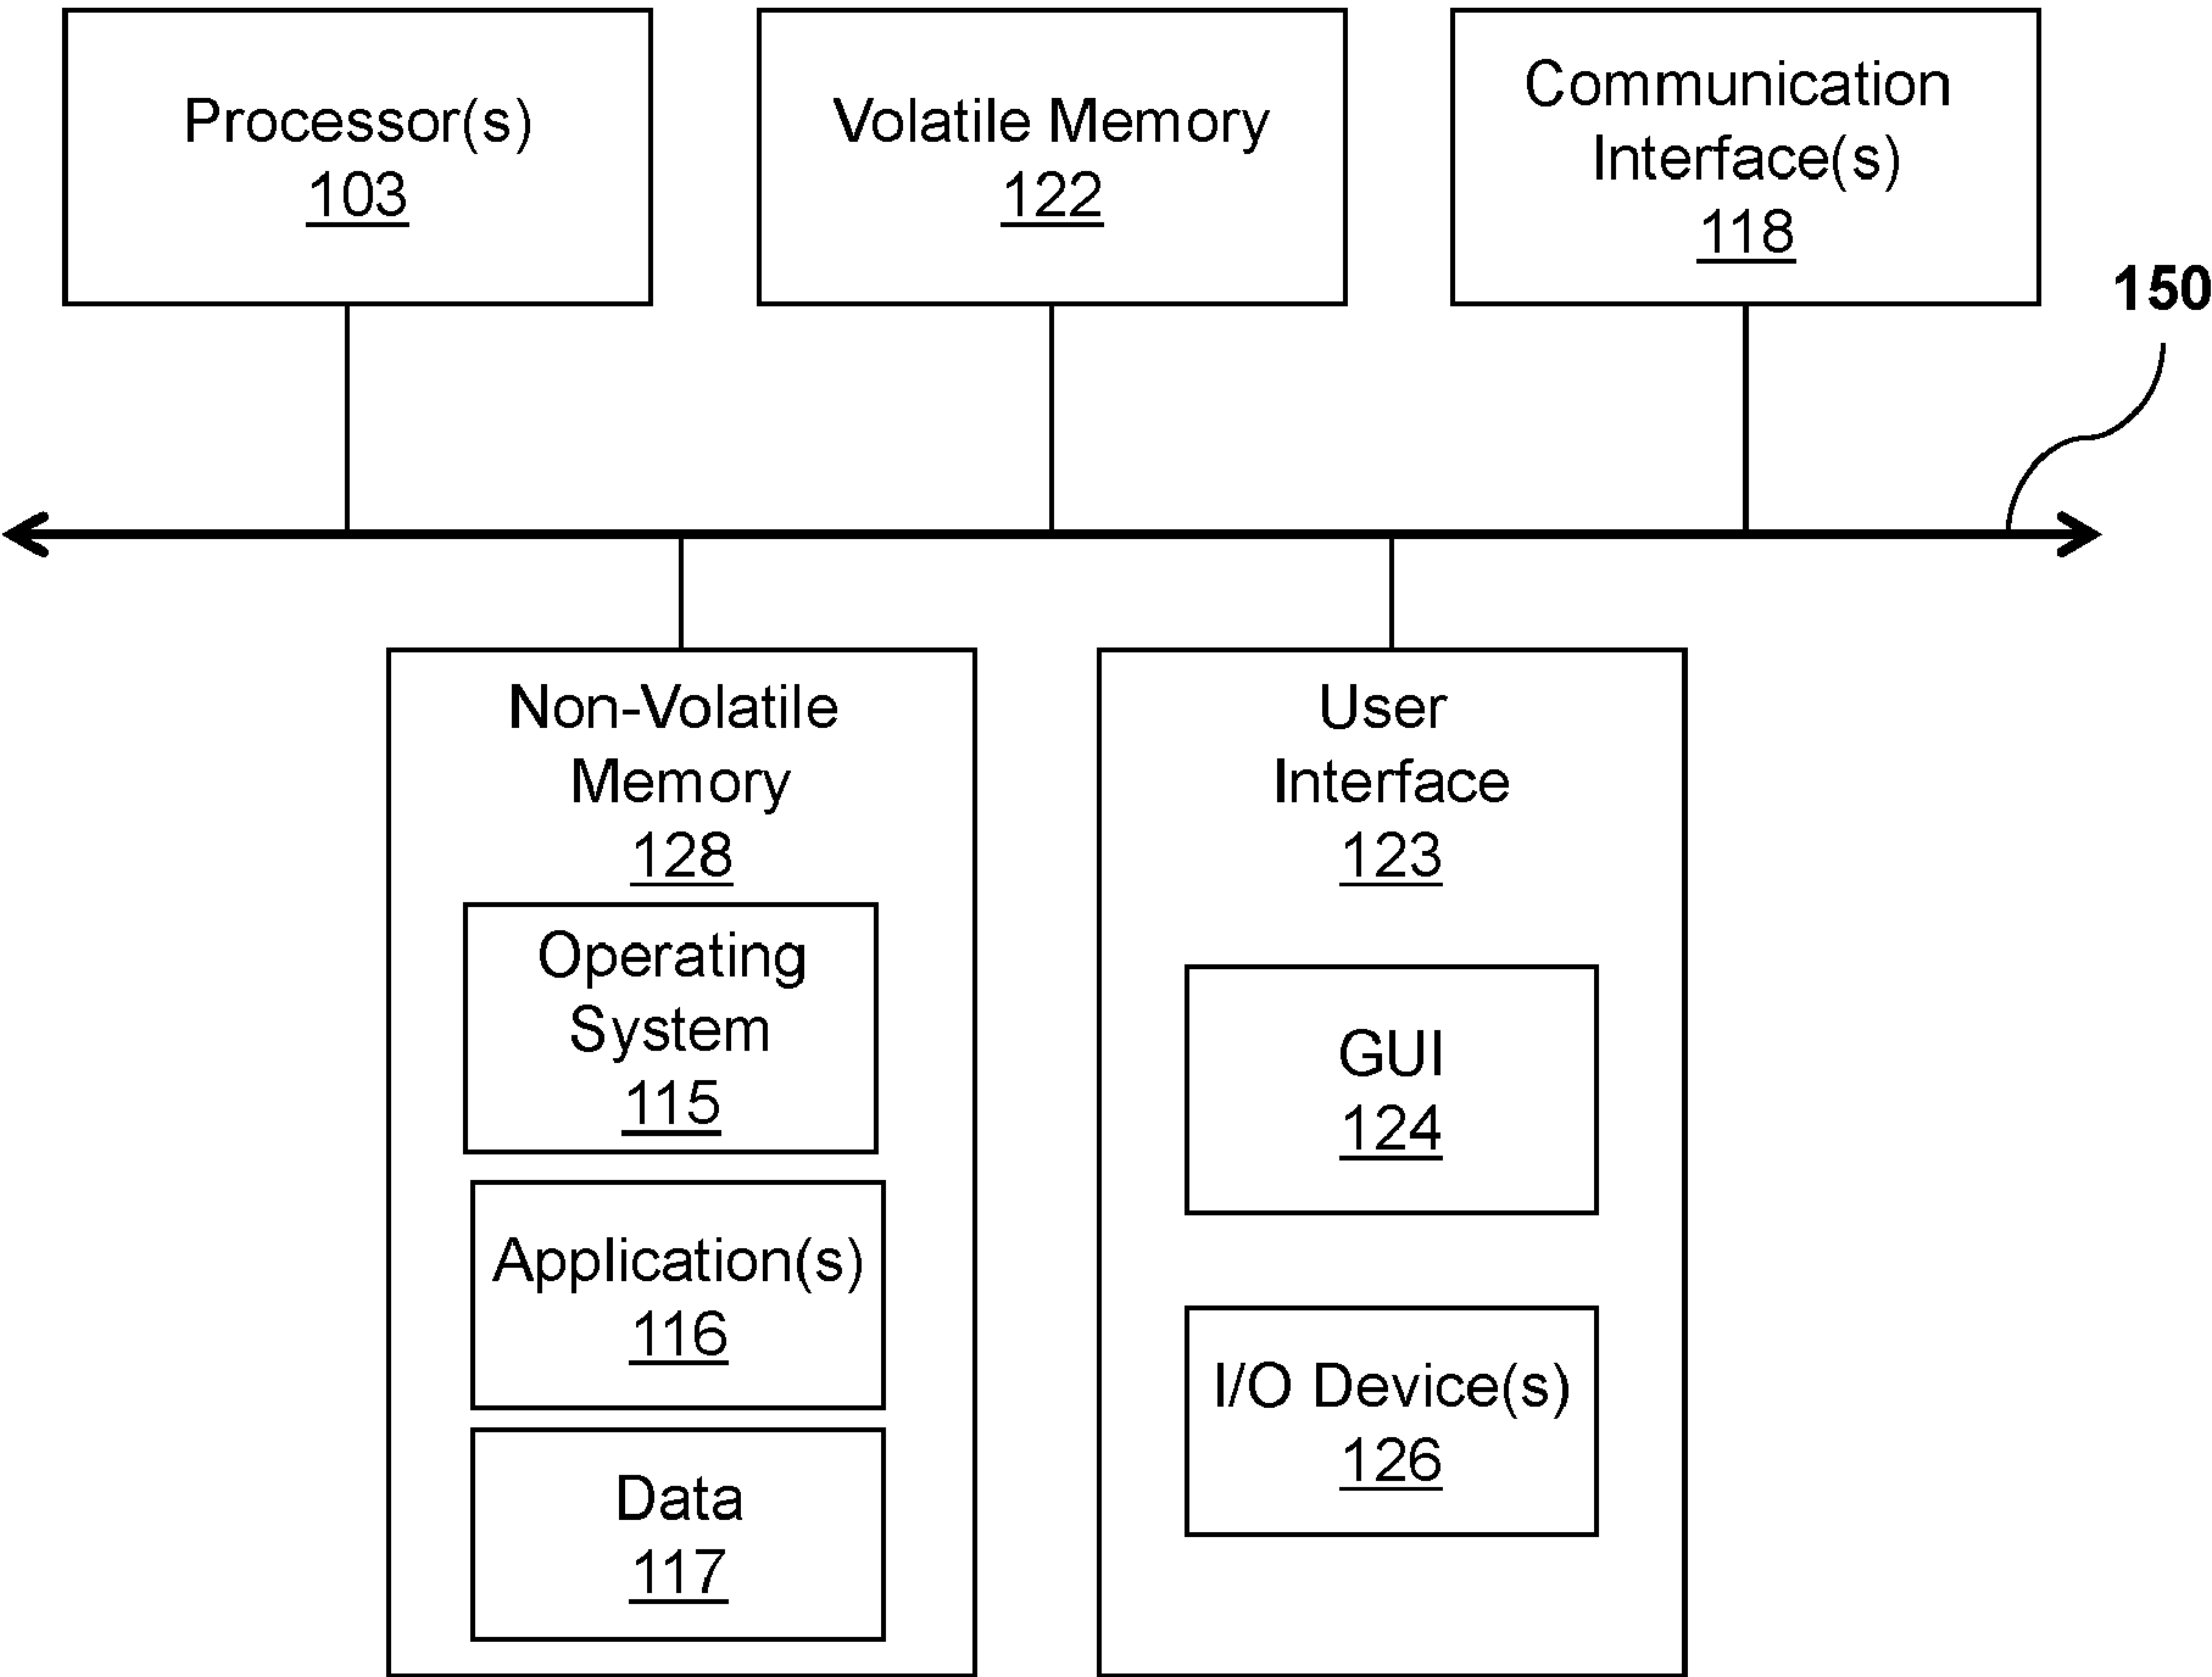 Processor(s)
103
Volatile Memory
122
Communication
Interface(s)
118
150
Non-Volatile
Memory
128
Operating
System
115
Application(s)
116
Data
117
User
Interface
123
GUI
124
I/O Device(s)
126